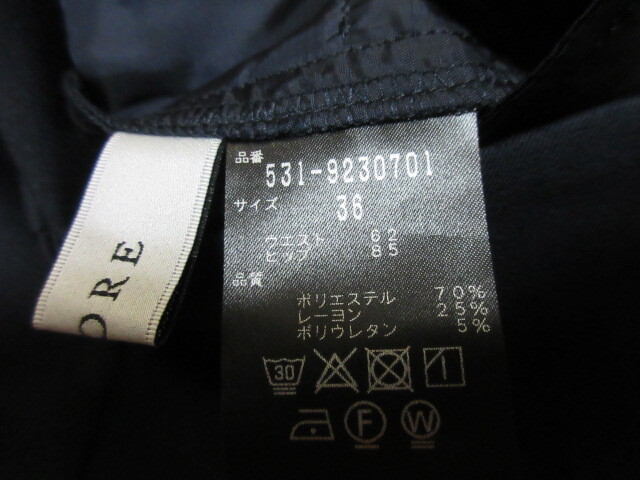 品番
531-9230701
サイズ 36
ウエスト 62
ヒップ 85
品質
ポリエステル 70%
レーヨン 25%
ポリウレタン 5%
30
F W
ORE